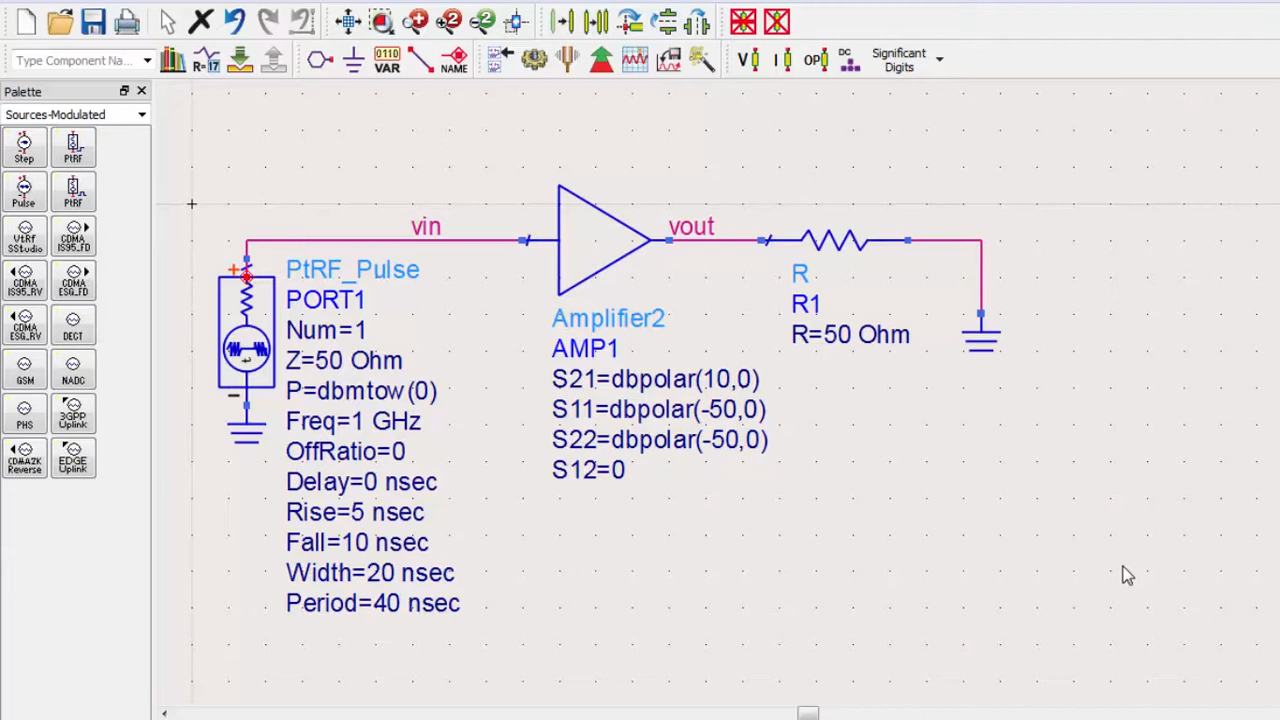 Type Component Na...
R=17
0110
VAR
NAME
V
I
OP
DC
Significant
Digits
Palette
Sources-Modulated
Step
PtRF
Pulse
PtRF
VtRF
SStudio
CDMA
IS95_FD
CDMA
IS95_RV
CDMA
ESG_FD
CDMA
ESG_RV
DECT
GSM
NADC
PHS
3GPP
Uplink
CDMA2K
Reverse
EDGE
Uplink
vin
vout
PtRF_Pulse
PORT1
Num=1
Z=50 Ohm
P=dbmtow(0)
Freq=1 GHz
OffRatio=0
Delay=0 nsec
Rise=5 nsec
Fall=10 nsec
Width=20 nsec
Period=40 nsec
Amplifier2
AMP1
S21=dbpolar(10,0)
S11=dbpolar(-50,0)
S22=dbpolar(-50,0)
S12=0
R
R1
R=50 Ohm